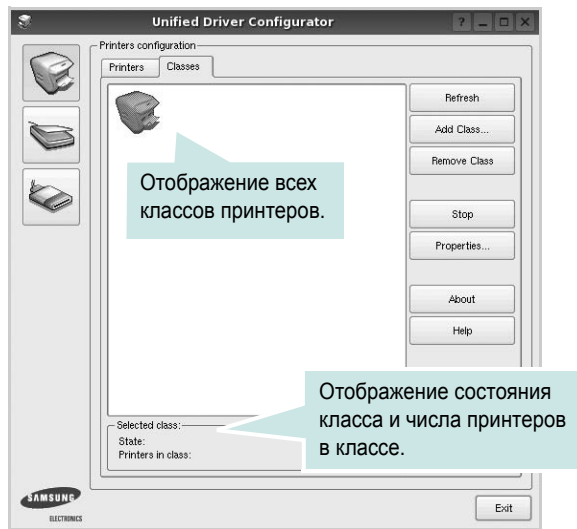 Unified Driver Configurator
? _ □ X
Printers configuration
Printers Classes
Refresh
Add Class...
Remove Class
Отображение всех
классов принтеров.
Stop
Properties...
About
Help
Отображение состояния
класса и числа принтеров
в классе.
Selected class:
State:
Printers in class:
SAMSUNG
ELECTRONICS
Exit